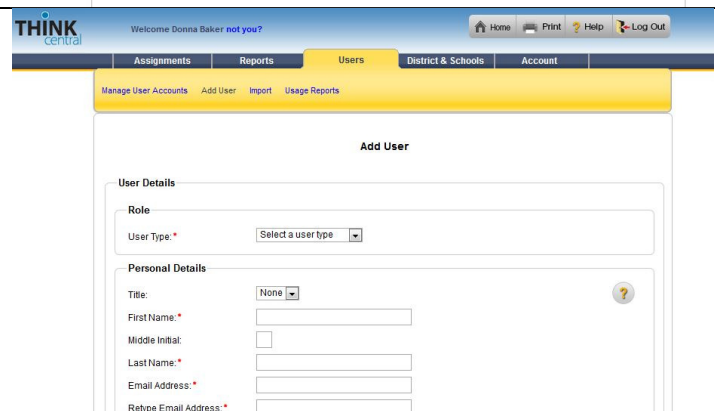 THINK
central
Welcome Donna Baker not you?
Home Print ? Help Log Out
Assignments Reports Users District & Schools Account
Manage User Accounts Add User Import Usage Reports
Add User
User Details
Role
User Type:* Select a user type
Personal Details
Title: None ?
First Name:*
Middle Initial:
Last Name:*
Email Address:*
Retype Email Address:*